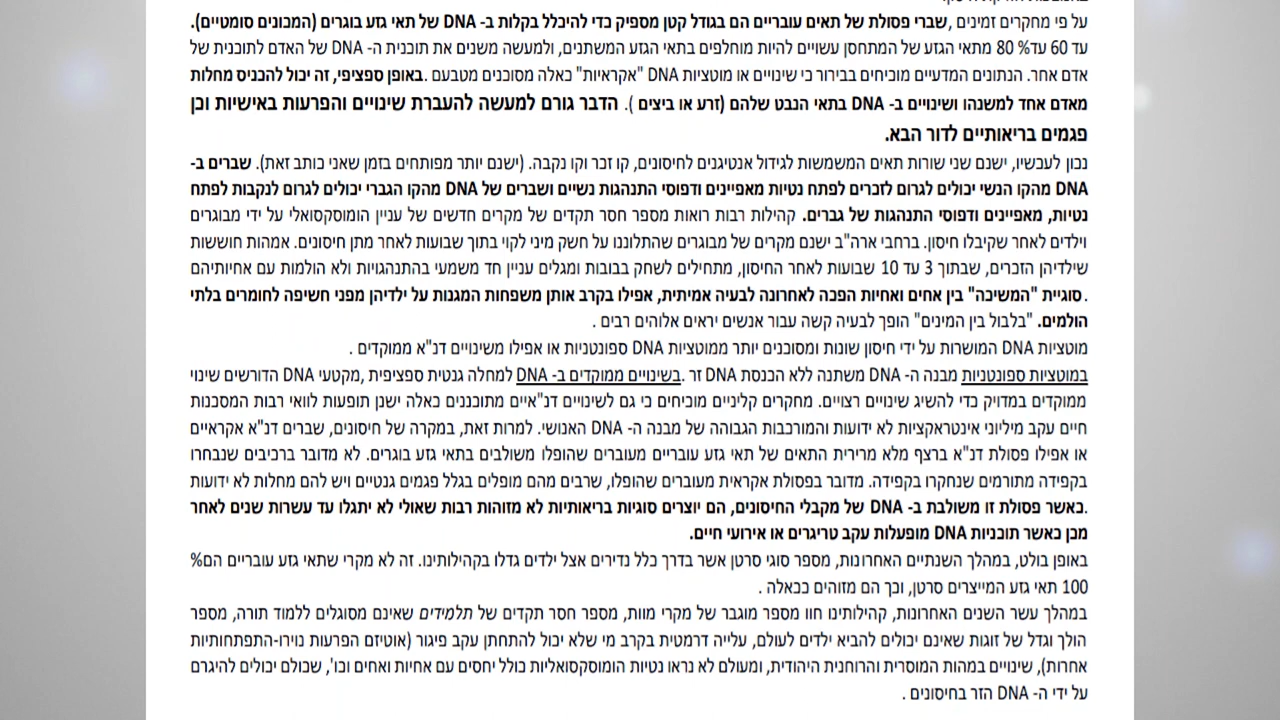 על פי מחקרים זמינים ,שברי פסולת של תאים עובריים הם בגודל קטן מספיק כדי להיכלל בקלות ב- DNA של תאי גזע בוגרים (המכונים סומטיים).
עד 60 עד% 80 מתאי הגזע של המתחסן עשויים להיות מוחלפים בתאי הגזע המשתנים, ולמעשה משנים את תוכנית ה- DNA של האדם לתוכנית של
אדם אחר. הנתונים המדעיים מוכיחים בבירור כי שינויים או מוטציות DNA "אקראיות" כאלה מסוכנים מטבעם .באופן ספציפי, זה יכול להכניס מחלות
מאדם אחד למשנהו ושינויים ב- DNA בתאי הנבט שלהם (זרע או ביצים ). הדבר גורם למעשה להעברת שינויים והפרעות באישיות וכן
פגמים בריאותיים לדור הבא.
נכון לעכשיו, ישנם שני שורות תאים המשמשות לגידול אנטיגנים לחיסונים, קו זכר וקו נקבה. (ישנם יותר מפותחים בזמן שאני כותב זאת). שברים ב-
DNA מהקו הנשי יכולים לגרום לזכרים לפתח נטיות מאפיינים ודפוסי התנהגות נשיים ושברים של DNA מהקו הגברי יכולים לגרום לנקבות לפתח
נטיות, מאפיינים ודפוסי התנהגות של גברים. קהילות רבות רואות מספר חסר תקדים של מקרים חדשים של עניין הומוסקסואלי על ידי מבוגרים
וילדים לאחר שקיבלו חיסון. ברחבי ארה"ב ישנם מקרים של מבוגרים שהתלוננו על חשק מיני לקוי בתוך שבועות לאחר מתן חיסונים. אמהות חוששות
שילדיהן הזכרים, שבתוך 3 עד 10 שבועות לאחר החיסון, מתחילים לשחק בבובות ומגלים עניין חד משמעי בהתנהגויות ולא הולמות עם אחיותיהם
.סוגיית "המשיכה" בין אחים ואחיות הפכה לאחרונה לבעיה אמיתית, אפילו בקרב אותן משפחות המגנות על ילדיהן מפני חשיפה לחומרים בלתי
הולמים. "בלבול בין המינים" הופך לבעיה קשה עבור אנשים יראים אלוהים רבים .
מוטציות DNA המושרות על ידי חיסון שונות ומסוכנים יותר ממוטציות DNA ספונטניות או אפילו משינויים דנ"א ממוקדים .
במוטציות ספונטניות מבנה ה- DNA משתנה ללא הכנסת DNA זר .בשינויים ממוקדים ב- DNA למחלה גנטית ספציפית ,מקטעי DNA הדורשים שינוי
ממוקדים במדויק כדי להשיג שינויים רצויים. מחקרים קליניים מוכיחים כי גם לשינויים דנ"איים מתוכננים כאלה ישנן תופעות לוואי רבות המסכנות
חיים עקב מיליוני אינטראקציות לא ידועות והמורכבות הגבוהה של מבנה ה- DNA האנושי. למרות זאת, במקרה של חיסונים, שברים דנ"א אקראיים
או אפילו פסולת דנ"א ברצף מלא מרירית התאים של תאי גזע עובריים מעוברים שהופלו משולבים בתאי גזע בוגרים. לא מדובר ברכיבים שנבחרו
בקפידה מתורמים שנחקרו בקפידה. מדובר בפסולת אקראית מעוברים שהופלו, שרבים מהם מופלים בגלל פגמים גנטיים ויש להם מחלות לא ידועות
.כאשר פסולת זו משולבת ב- DNA של מקבלי החיסונים, הם יוצרים סוגיות בריאותיות לא מזוהות רבות שאולי לא יתגלו עד עשרות שנים לאחר
מכן כאשר תוכניות DNA מופעלות עקב טריגרים או אירועי חיים.
באופן בולט, במהלך השנתיים האחרונות, מספר סוגי סרטן אשר בדרך כלל נדירים אצל ילדים גדלו בקהילותינו. זה לא מקרי שתאי גזע עובריים הם%
100 תאי גזע המייצרים סרטן, וכך הם מזוהים ככאלה .
במהלך עשר השנים האחרונות, קהילותינו חוו מספר מוגבר של מקרי מוות, מספר חסר תקדים של תלמידים שאינם מסוגלים ללמוד תורה, מספר
הולך וגדל של זוגות שאינם יכולים להביא ילדים לעולם, עלייה דרמטית בקרב מי שלא יכול להתחתן עקב פיגור (אוטיזם הפרעות נוירו-התפתחותיות
אחרות), שינויים במהות המוסרית והרוחנית היהודית, ומעולם לא נראו נטיות הומוסקסואליות כולל יחסים עם אחיות ואחים וכו', שכולם יכולים להיגרם
על ידי ה- DNA הזר בחיסונים .